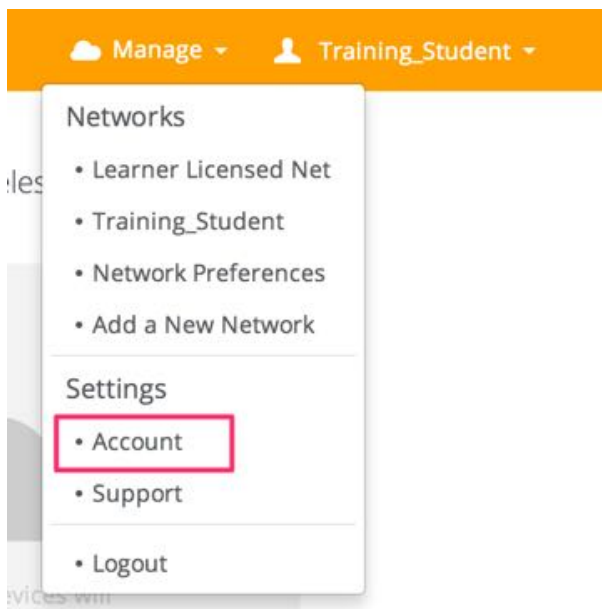 Manage Training_Student
Networks
• Learner Licensed Net
• Training_Student
• Network Preferences
• Add a New Network
Settings
• Account
• Support
• Logout